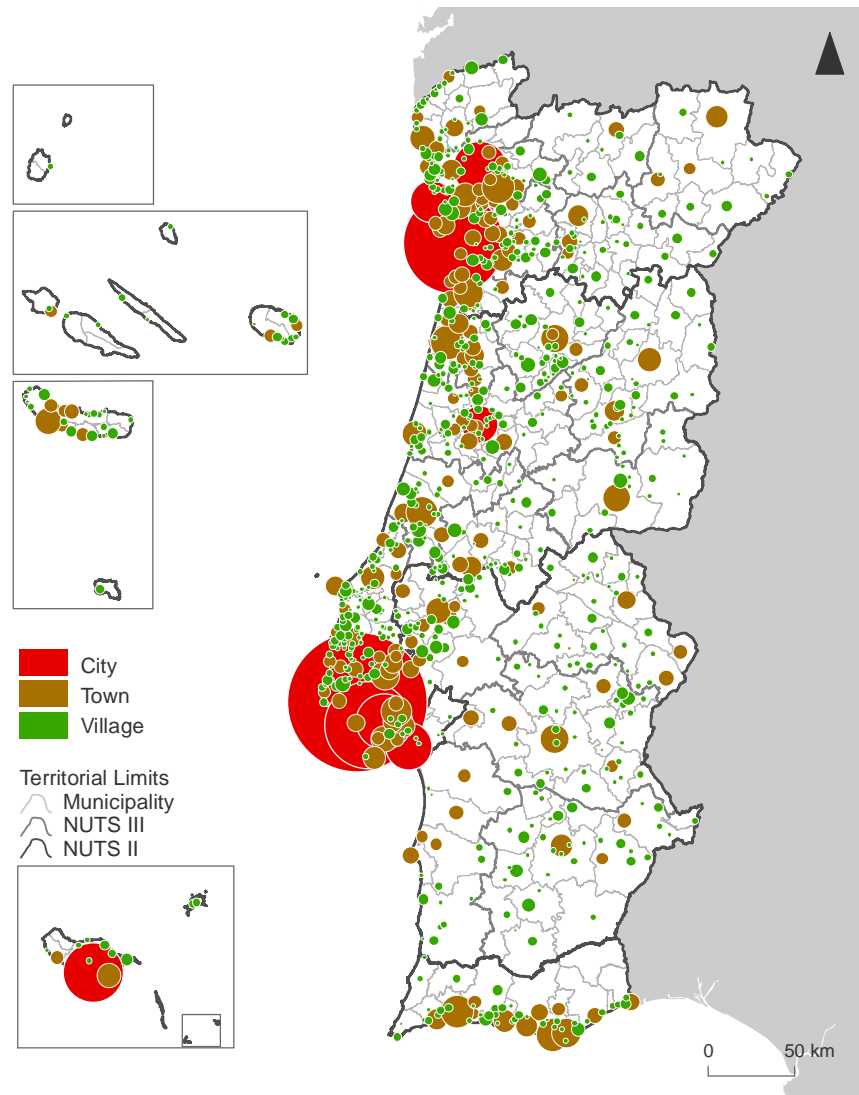 City
Town
Village
Territorial Limits
Municipality
NUTS III
NUTS II
0 50 km